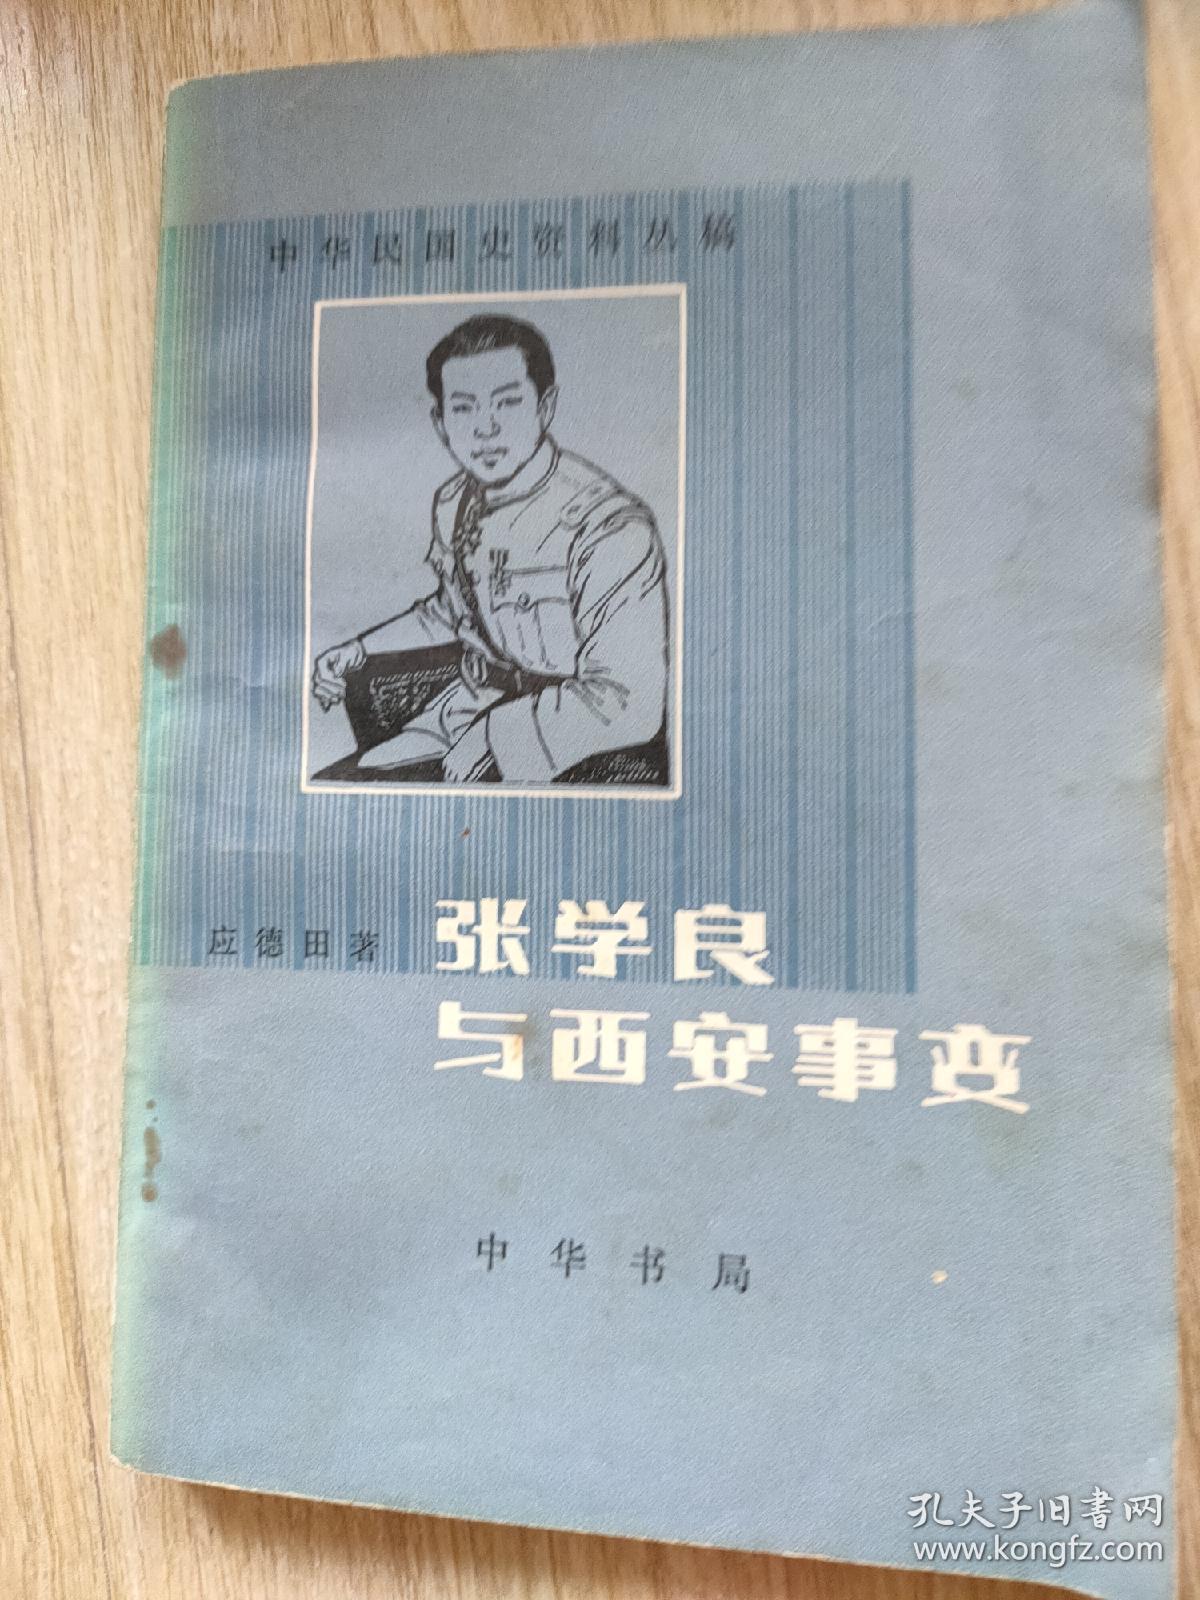 中华民国史资料丛稿
应德田著
张学良
与西安事变
中华书局
孔夫子旧书网
www.kongfz.com